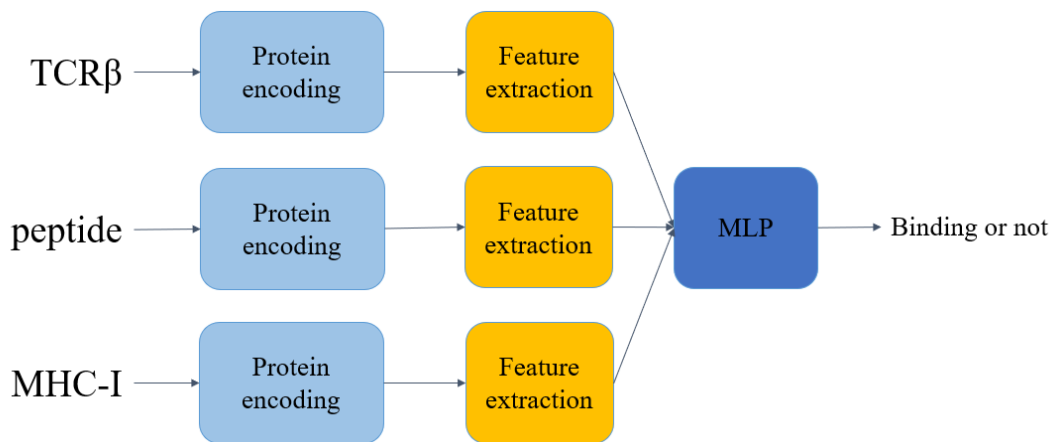 TCRβ
Protein
encoding
Feature
extraction
peptide
Protein
encoding
Feature
extraction
MLP
Binding or not
MHC-I
Protein
encoding
Feature
extraction